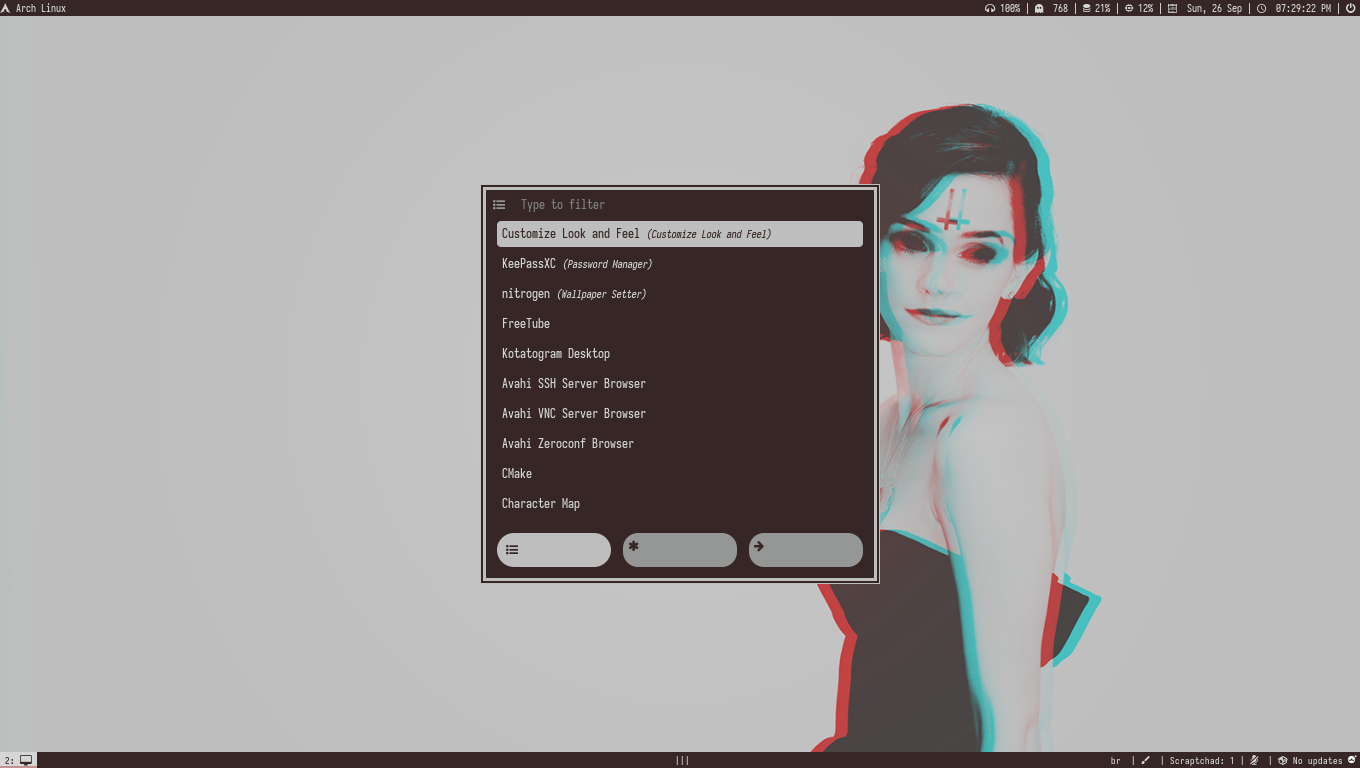 Arch Linux
100% | 768 | 21% | 12% | Sun, 26 Sep | 07:29:22 PM |
Type to filter
Customize Look and Feel (Customize Look and Feel)
KeePassXC (Password Manager)
nitrogen (Wallpaper Setter)
FreeTube
Kotatogram Desktop
Avahi SSH Server Browser
Avahi VNC Server Browser
Avahi Zeroconf Browser
CMake
Character Map
2:
|||
br | | Scraptchad: 1 | | No updates